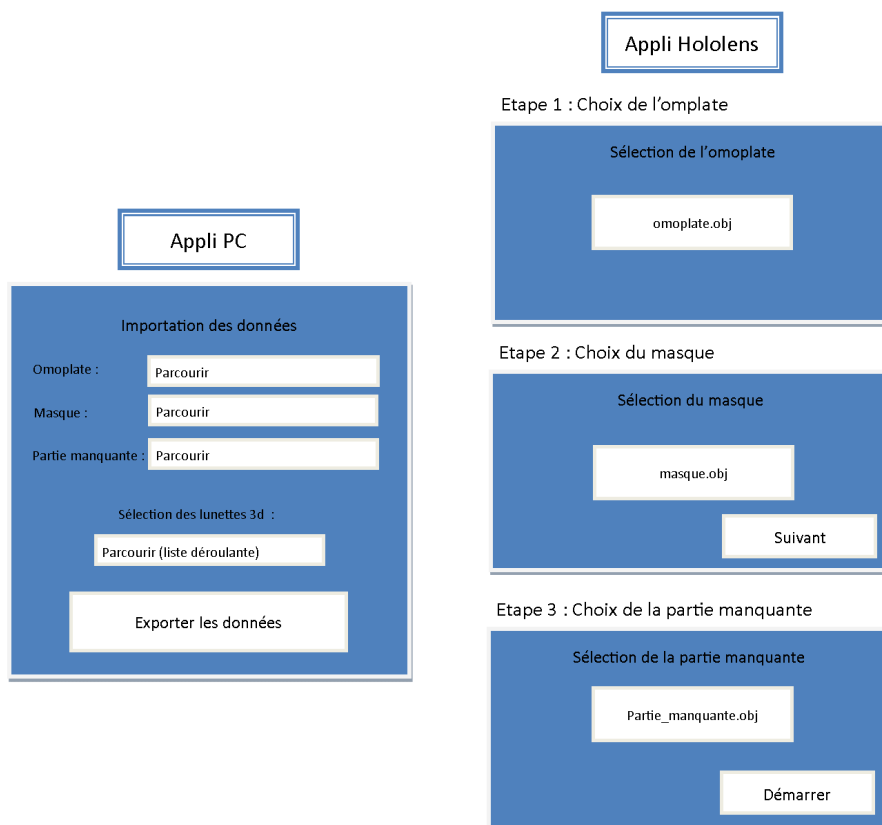 Appli PC
Importation des données
Omoplate :
Parcourir
Masque :
Parcourir
Partie manquante :
Parcourir
Sélection des lunettes 3d :
Parcourir (liste déroulante)
Exporter les données
Appli Hololens
Etape 1 : Choix de l’omplate
Sélection de l’omoplate
omoplate.obj
Etape 2 : Choix du masque
Sélection du masque
masque.obj
Suivant
Etape 3 : Choix de la partie manquante
Sélection de la partie manquante
Partie_manquante.obj
Démarrer